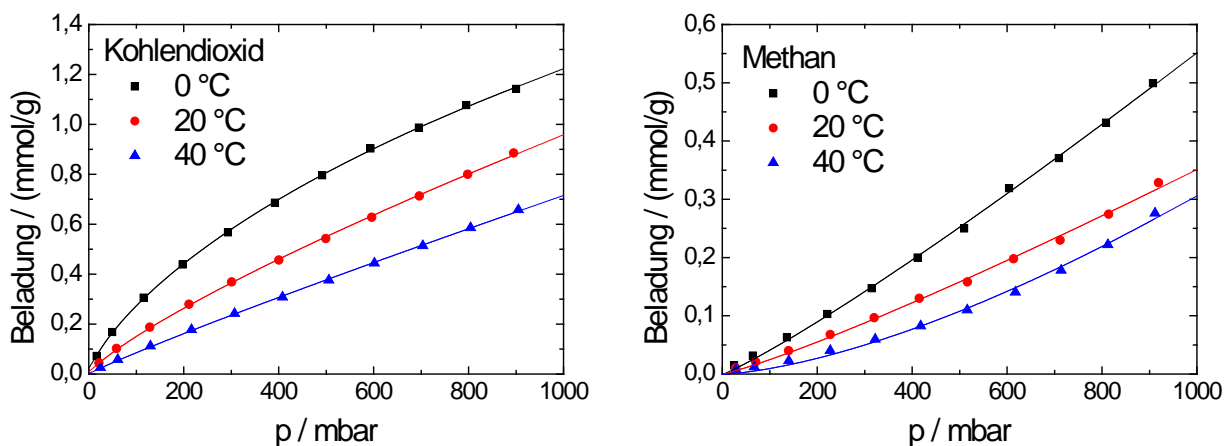 Kohlendioxid
0 °C
20 °C
40 °C
Beladung / (mmol/g)
1,4
1,2
1,0
0,8
0,6
0,4
0,2
0,0
0 200 400 600 800 1000
p / mbar
Methan
0 °C
20 °C
40 °C
Beladung / (mmol/g)
0,6
0,5
0,4
0,3
0,2
0,1
0,0
0 200 400 600 800 1000
p / mbar